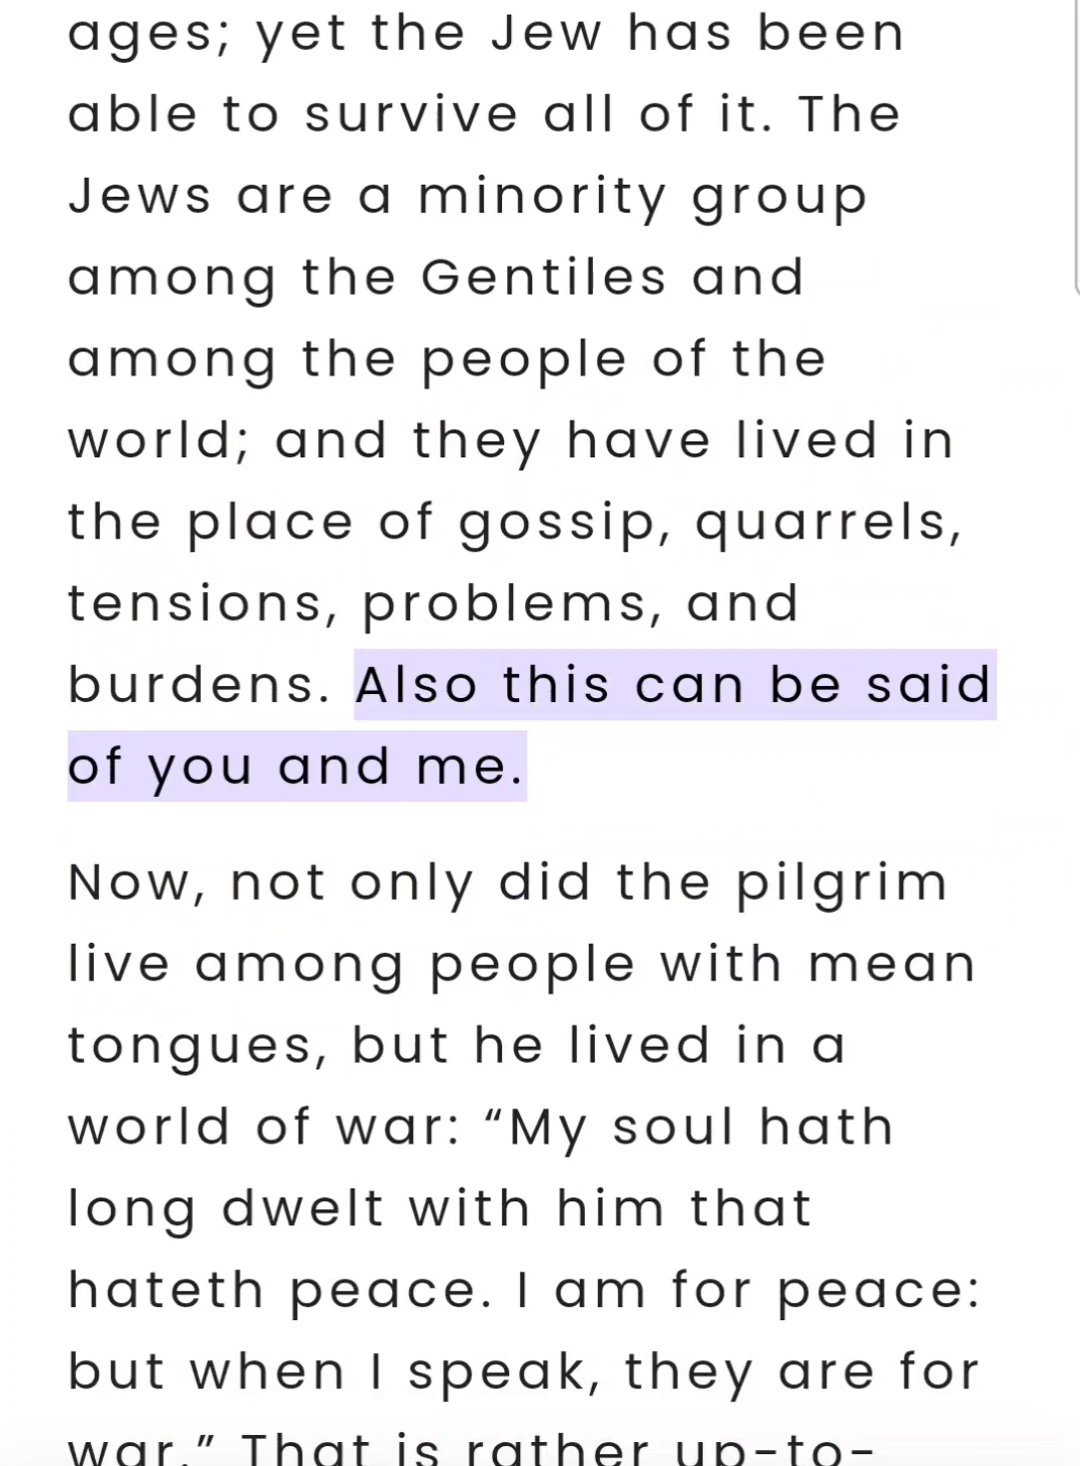 ages; yet the Jew has been
able to survive all of it. The
Jews are a minority group
among the Gentiles and
among the people of the
world; and they have lived in
the place of gossip, quarrels,
tensions, problems, and
burdens. Also this can be said
of you and me.
Now, not only did the pilgrim
live among people with mean
tongues, but he lived in a
world of war: “My soul hath
long dwelt with him that
hateth peace. I am for peace:
but when I speak, they are for
war.” That is rather up-to-